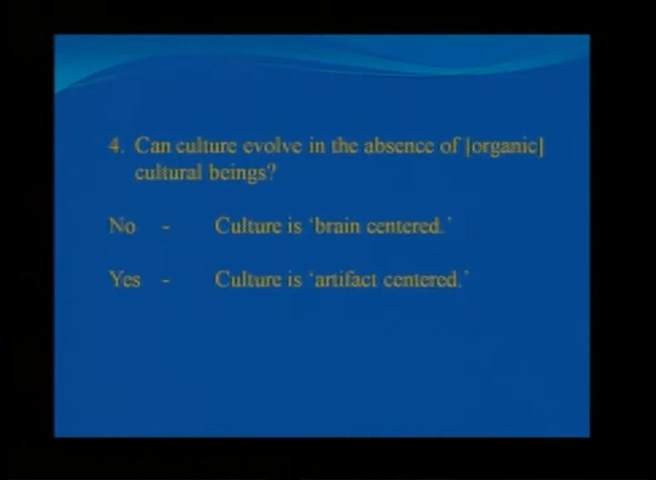 4. Can culture evolve in the absence of [organic]
cultural beings?
No - Culture is 'brain centered.'
Yes - Culture is 'artifact centered.'